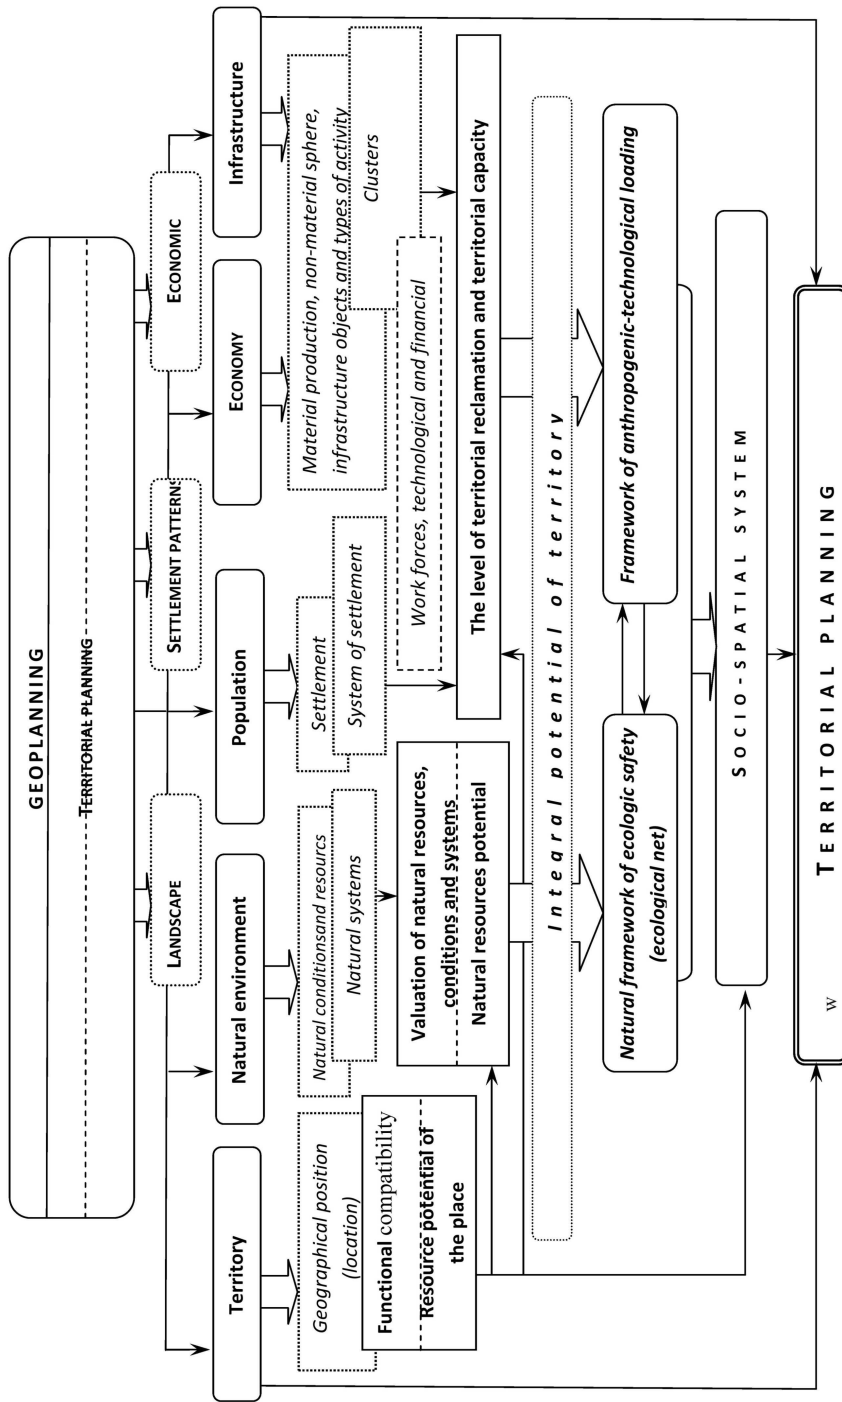 GEOPLANNING
TERRITORIAL PLANNING
LANDSCAPE
SETTLEMENT PATTERNS
ECONOMIC
Territory
Natural environment
Population
ECONOMY
Infrastructure
Geographical position
(location)
Functional compatibility
Resource potential of
the place
Natural conditionsand resourcs
Natural systems
Settlement
System of settlement
Material production, non-material sphere,
infrastructure objects and types of activity
Clusters
Work forces, technological and financial
Valuation of natural resources,
conditions and systems
Natural resources potential
The level of territorial reclamation and territorial capacity
Integral potential of territory
Natural framework of ecologic safety
(ecological net)
Framework of anthropogenic-technological loading
SOCIO-SPATIAL SYSTEM
W
TERRITORIAL PLANNING